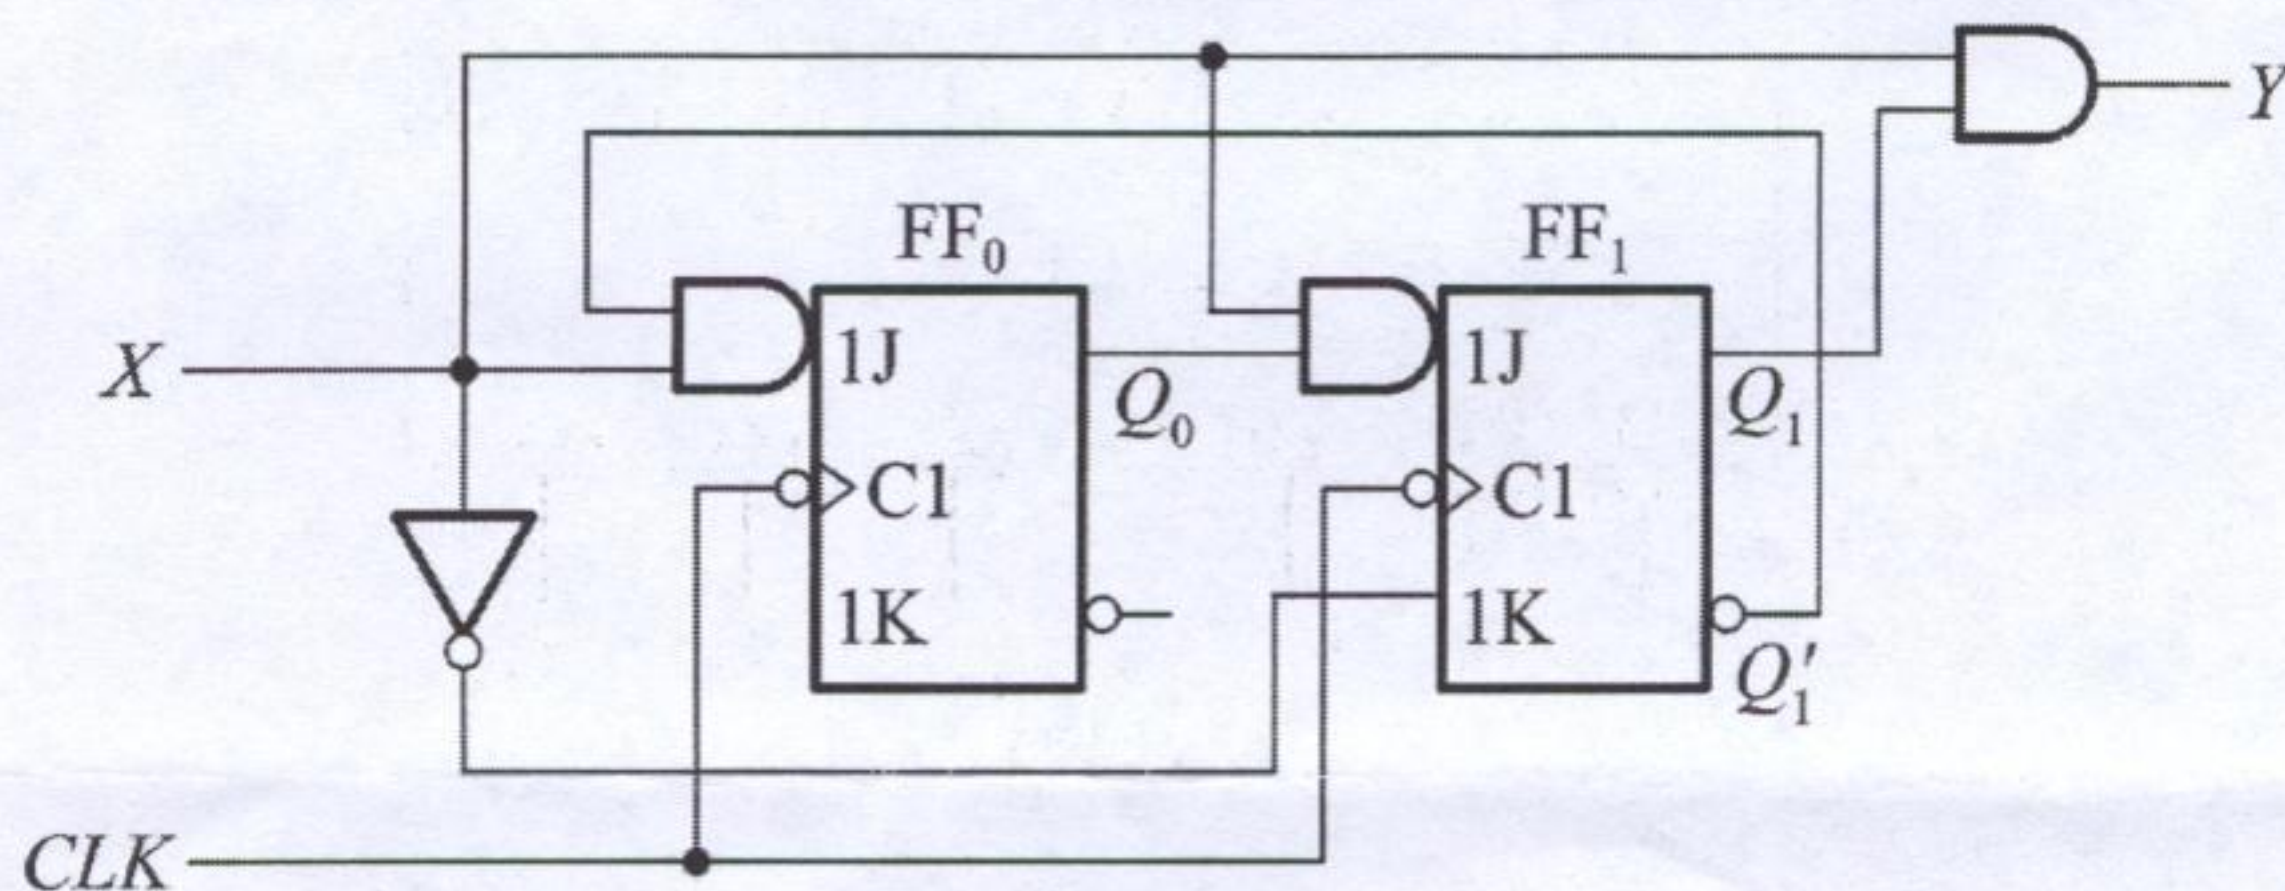 Y
FF₀ FF₁
X 1J 1J
Q₀ Q₁
C1 C1
1K 1K
Q₁′
CLK